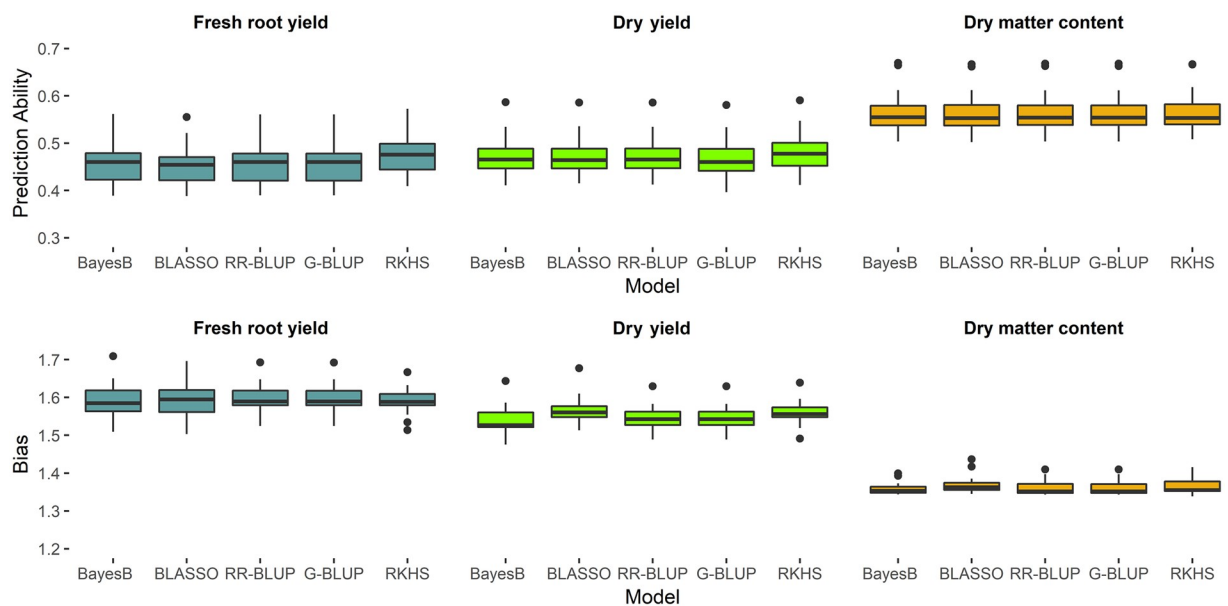 Fresh root yield Dry yield Dry matter content
Prediction Ability
0.7
0.6
0.5
0.4
0.3
BayesB BLASSO RR-BLUP G-BLUP RKHS BayesB BLASSO RR-BLUP G-BLUP RKHS BayesB BLASSO RR-BLUP G-BLUP RKHS
Model
Fresh root yield Dry yield Dry matter content
Bias
1.7
1.6
1.5
1.4
1.3
1.2
BayesB BLASSO RR-BLUP G-BLUP RKHS BayesB BLASSO RR-BLUP G-BLUP RKHS BayesB BLASSO RR-BLUP G-BLUP RKHS
Model